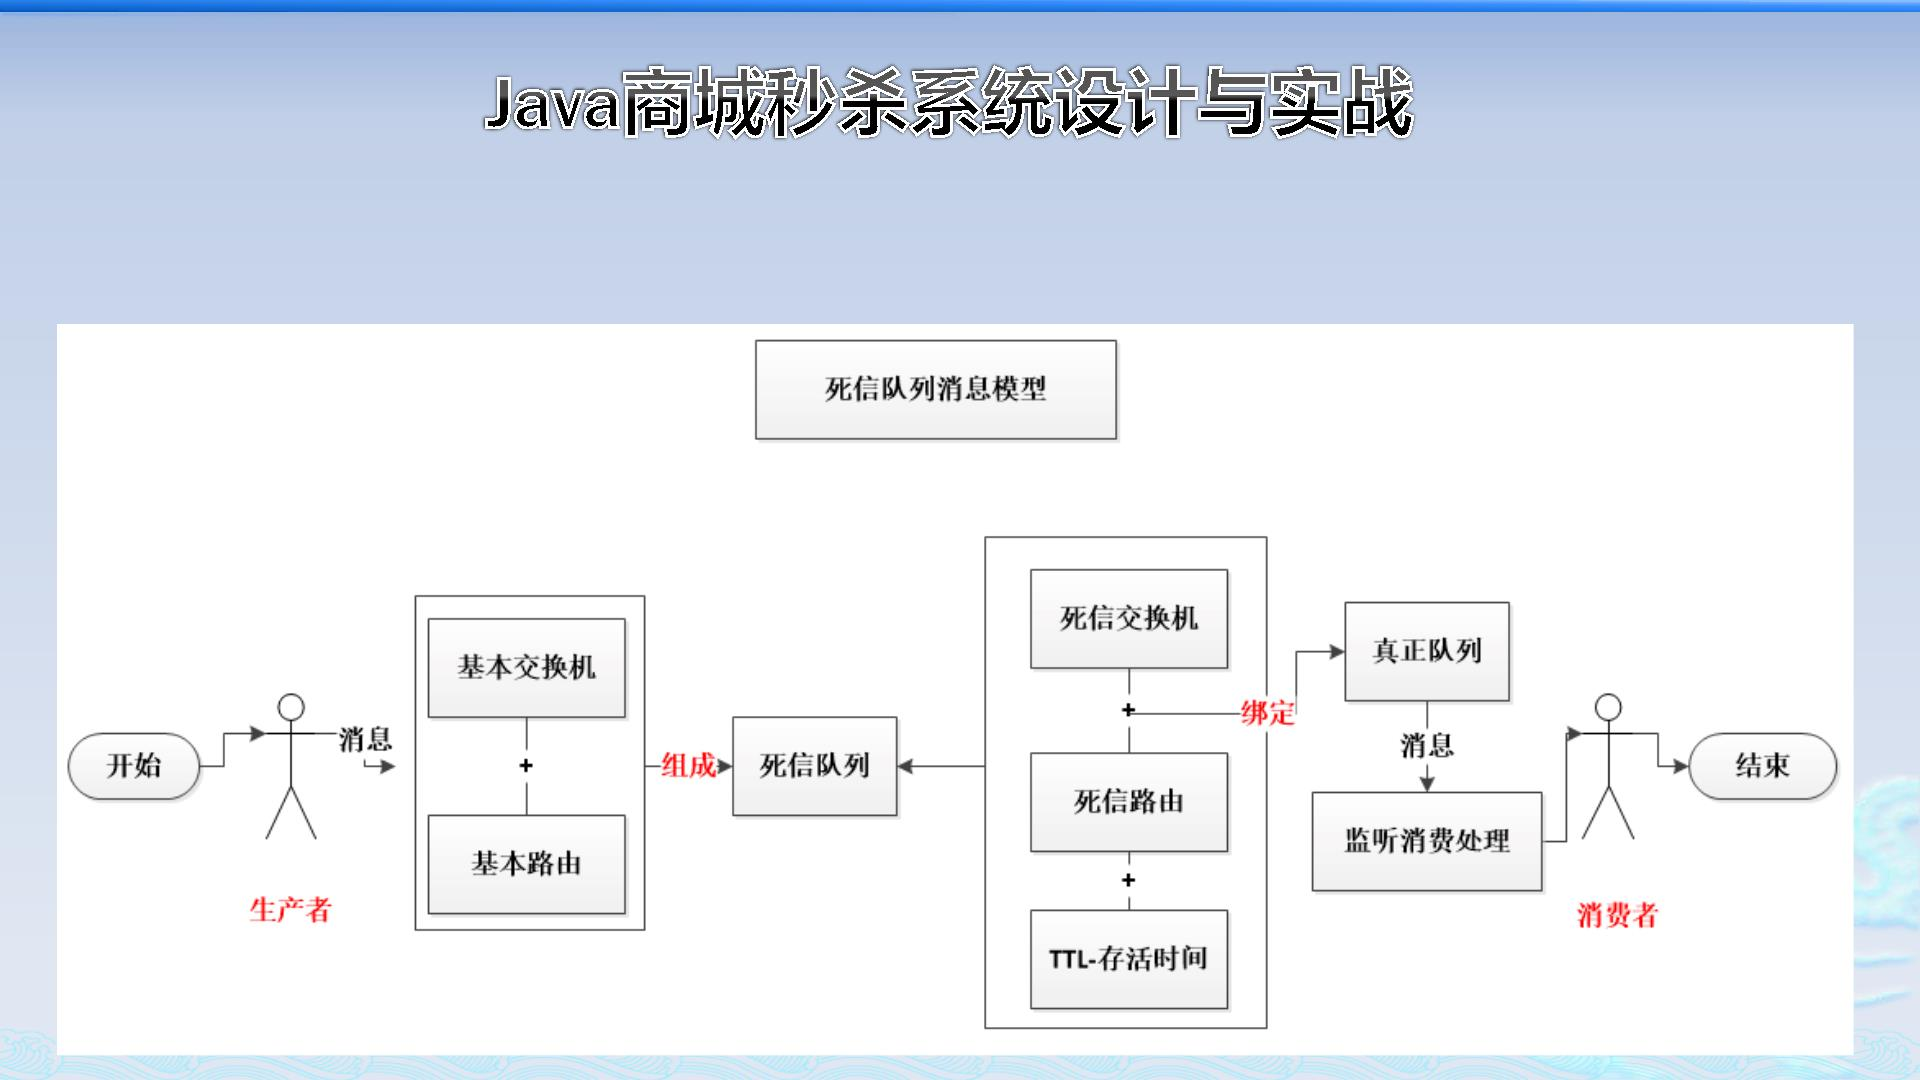 Java商城秒杀系统设计与实战
死信队列消息模型
开始
消息
生产者
基本交换机
+
基本路由
组成
死信队列
死信交换机
+
死信路由
+
TTL-存活时间
绑定
真正队列
消息
监听消费处理
消费者
结束